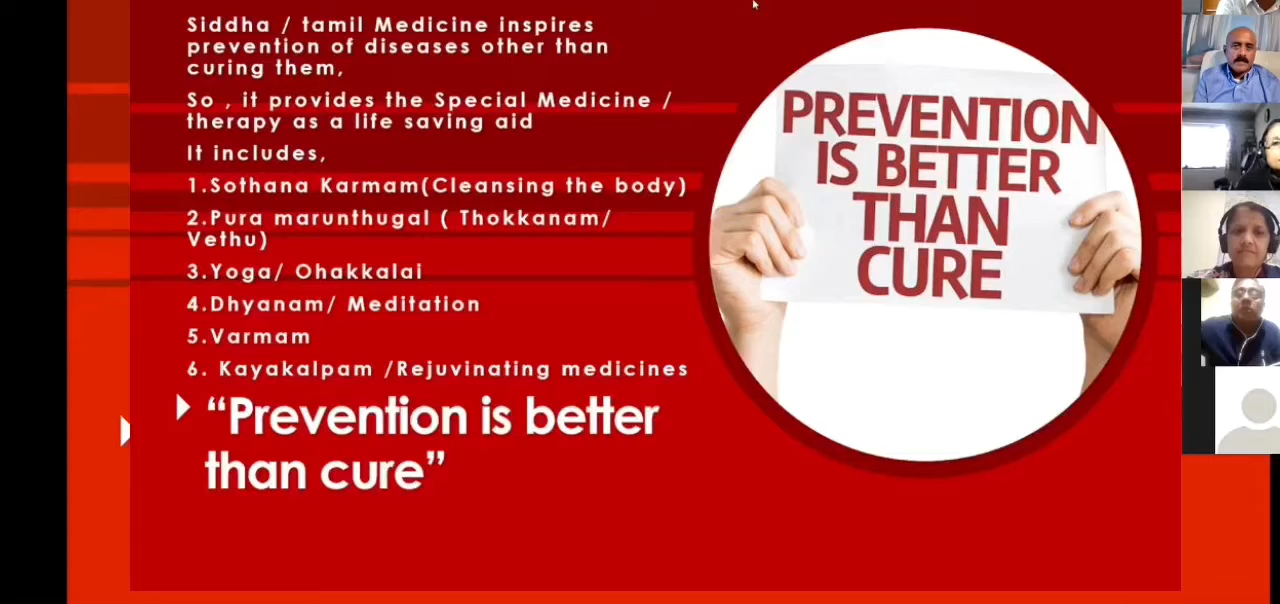 Siddha / tamil Medicine inspires
prevention of diseases other than
curing them,
So , it provides the Special Medicine /
therapy as a life saving aid
It includes,
1.Sothana Karmam(Cleansing the body)
2.Pura marunthugal ( Thokkanam/
Vethu)
3.Yoga/ Ohakkalai
4.Dhyanam/ Meditation
5.Varmam
6. Kayakalpam /Rejuvinating medicines
“Prevention is better
than cure”
PREVENTION
IS BETTER
THAN
CURE